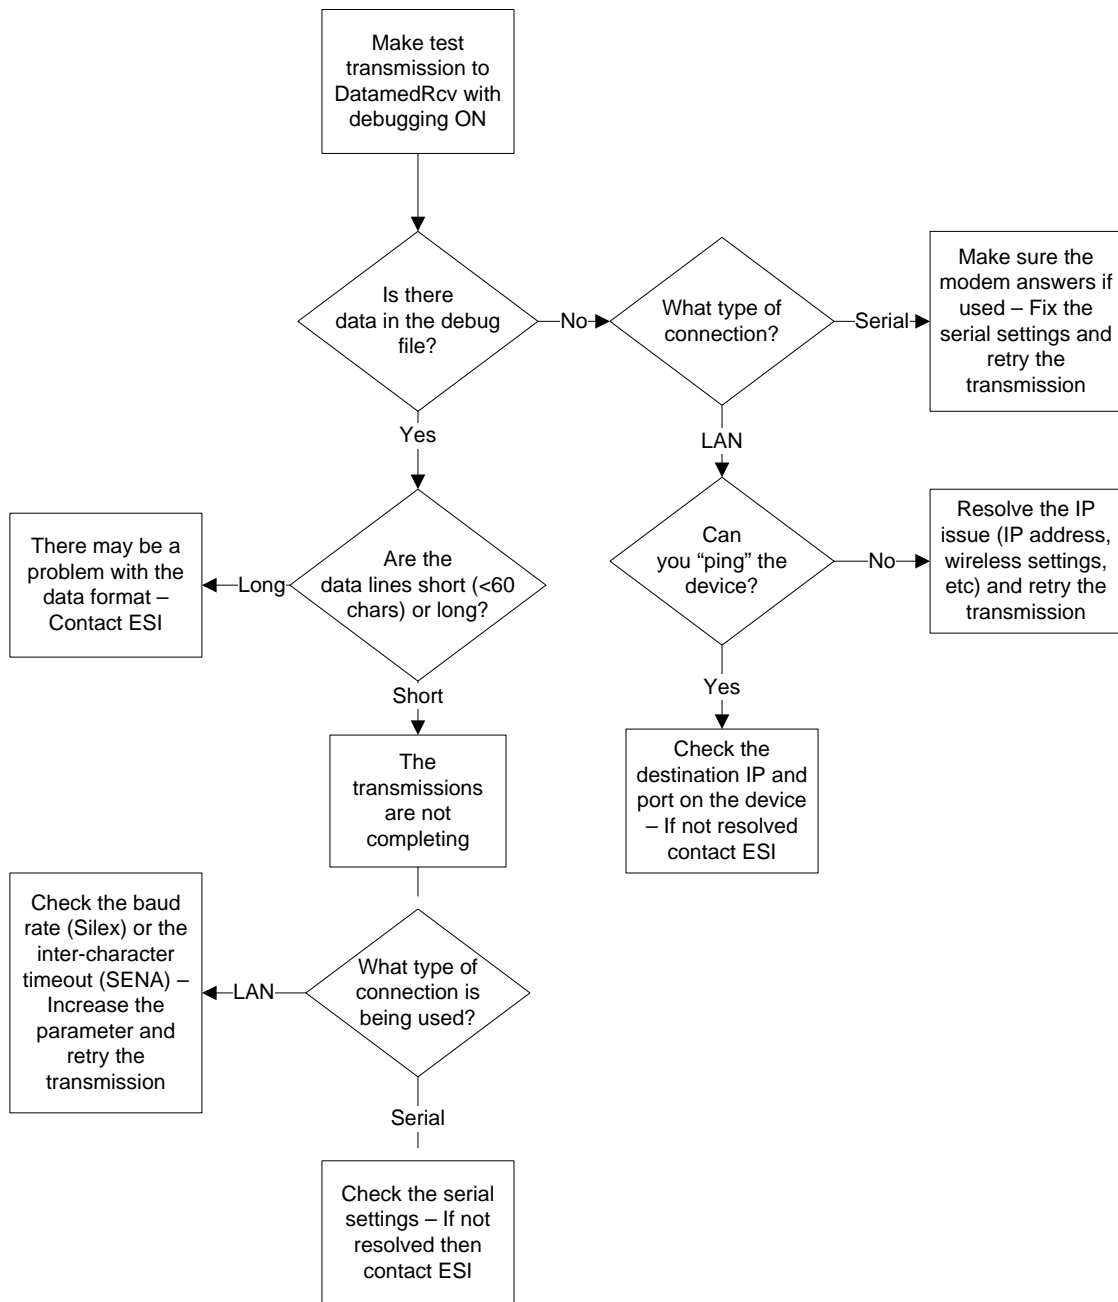 Make test
transmission to
DatamedRcv with
debugging ON
Is there
data in the debug
file?
No
What type of
connection?
Serial
Make sure the
modem answers if
used – Fix the
serial settings and
retry the
transmission
Yes
LAN
There may be a
problem with the
data format –
Contact ESI
Long
Are the
data lines short (<60
chars) or long?
Can
you “ping” the
device?
No
Resolve the IP
issue (IP address,
wireless settings,
etc) and retry the
transmission
Short
Yes
The
transmissions
are not
completing
Check the
destination IP and
port on the device
– If not resolved
contact ESI
Check the baud
rate (Silex) or the
inter-character
timeout (SENA) –
Increase the
parameter and
retry the
transmission
LAN
What type of
connection is
being used?
Serial
Check the serial
settings – If not
resolved then
contact ESI